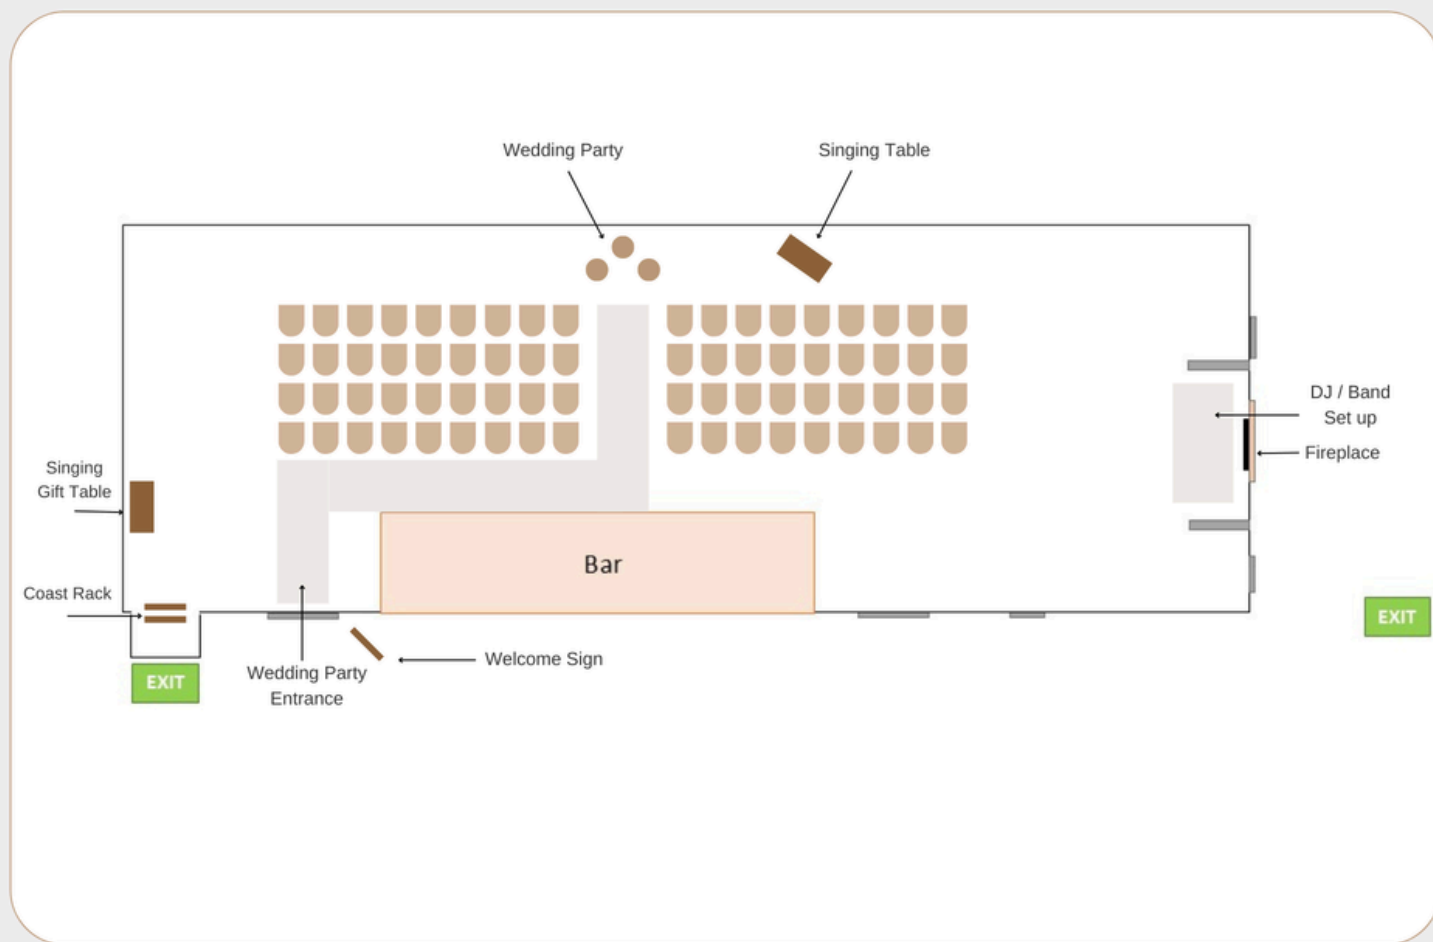 Wedding Party
Singing Table
DJ / Band
Set up
Fireplace
Singing
Gift Table
Coast Rack
Bar
EXIT
EXIT
Wedding Party
Entrance
Welcome Sign